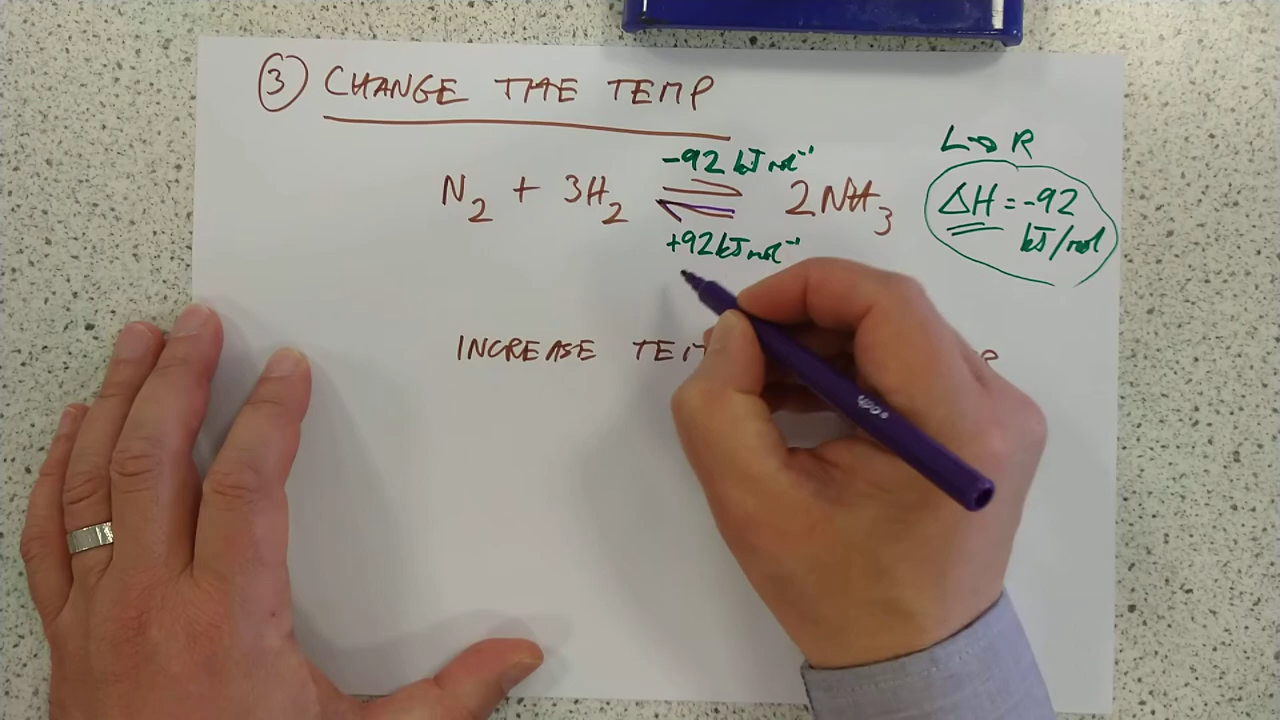 ③ CHANGE THE TEMP
L→R
-92 kJ mol⁻¹
N₂ + 3H₂ ⇌ 2NH₃
ΔH = -92 kJ/mol
+92 kJ mol⁻¹
INCREASE